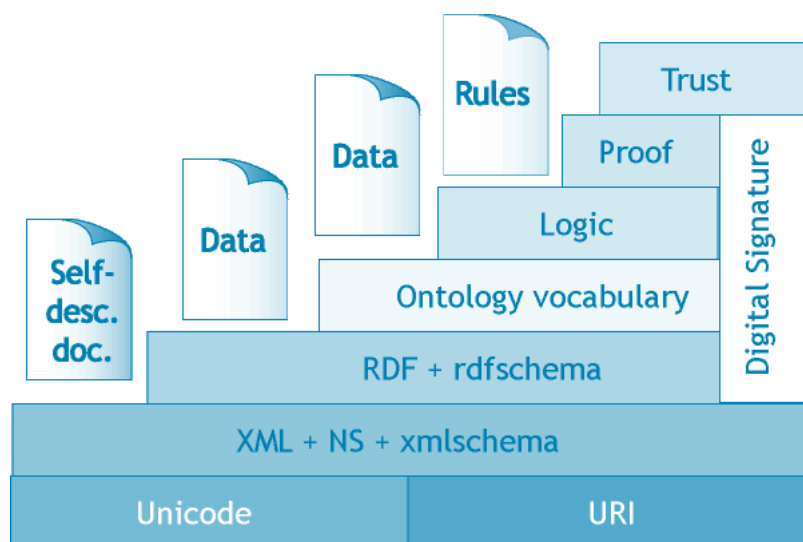 Rules
Trust
Data
Proof
Data
Logic
Self-
desc.
doc.
Ontology vocabulary
Digital Signature
RDF + rdfschema
XML + NS + xmlschema
Unicode
URI